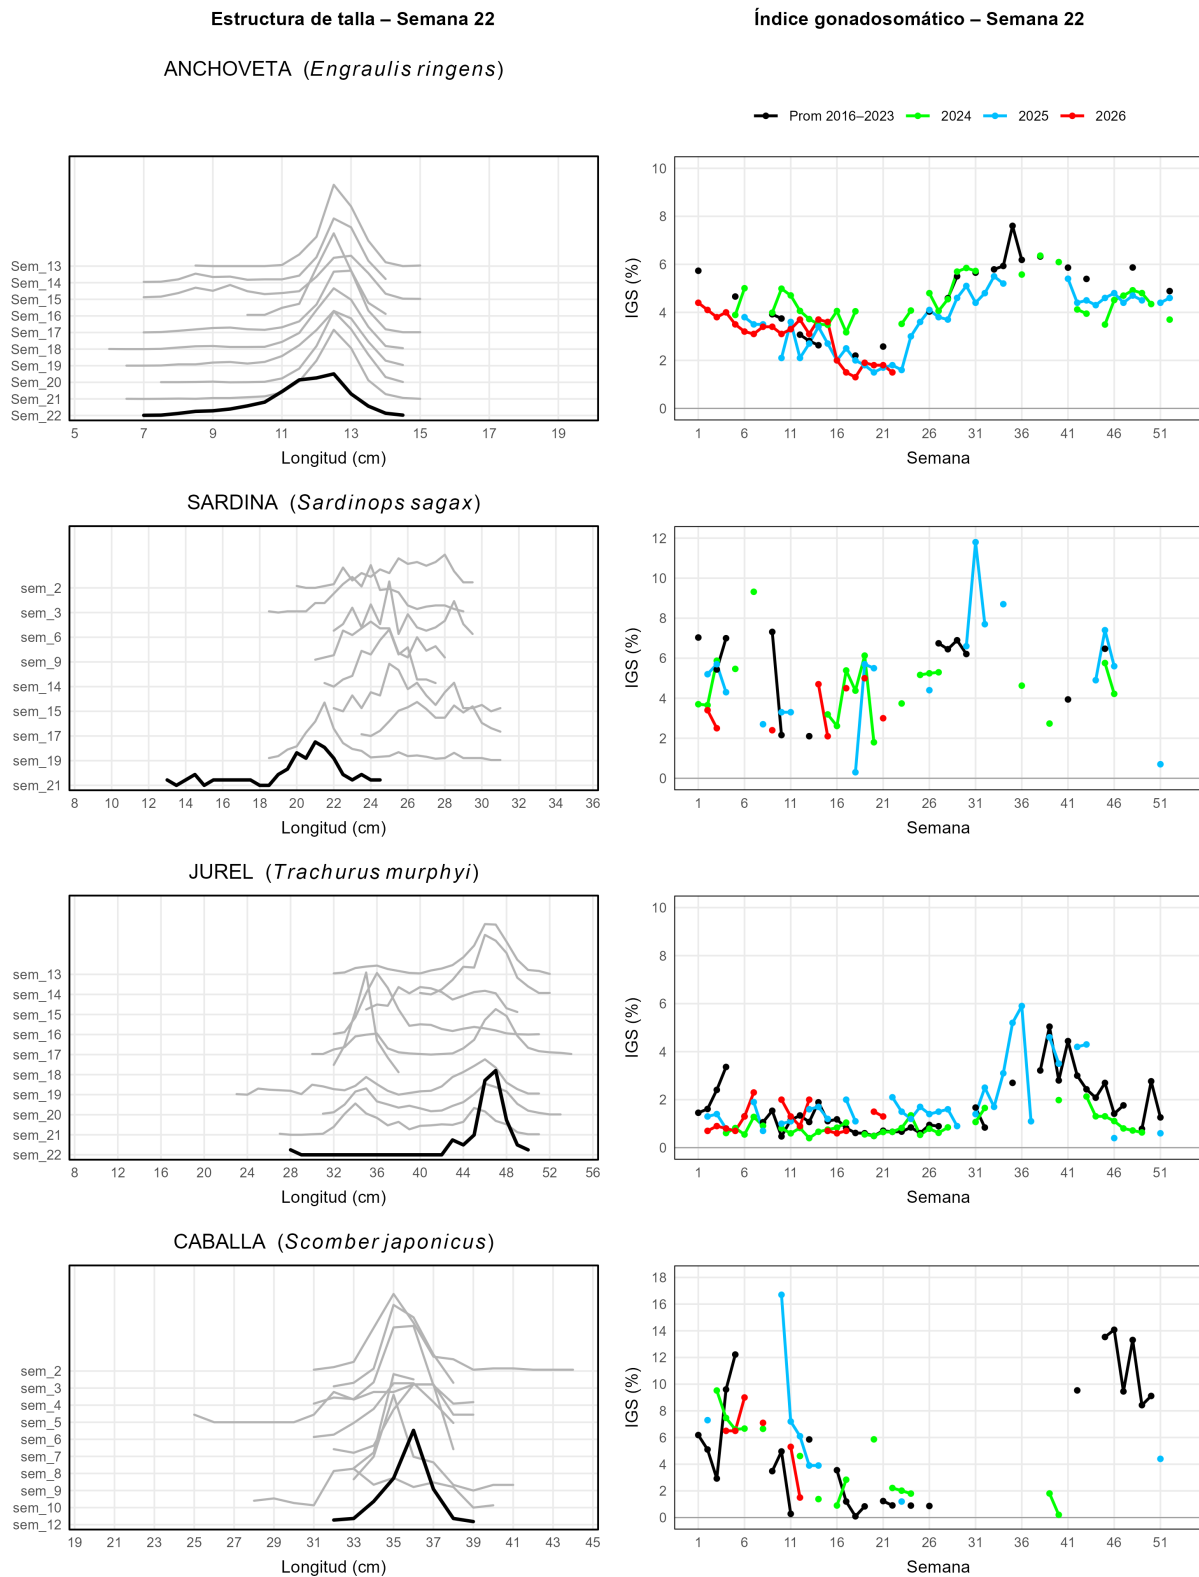 Estructura de talla – Semana 22
Índice gonadosomático – Semana 22
ANCHOVETA (Engraulis ringens)
Prom 2016–2023 2024 2025 2026
Sem_13
Sem_14
Sem_15
Sem_16
Sem_17
Sem_18
Sem_19
Sem_20
Sem_21
Sem_22
5 7 9 11 13 15 17 19
Longitud (cm)
IGS (%)
10
8
6
4
2
0
1 6 11 16 21 26 31 36 41 46 51
Semana
SARDINA (Sardinops sagax)
sem_2
sem_3
sem_6
sem_9
sem_14
sem_15
sem_17
sem_19
sem_21
8 10 12 14 16 18 20 22 24 26 28 30 32 34 36
Longitud (cm)
IGS (%)
12
10
8
6
4
2
0
1 6 11 16 21 26 31 36 41 46 51
Semana
JUREL (Trachurus murphyi)
sem_13
sem_14
sem_15
sem_16
sem_17
sem_18
sem_19
sem_20
sem_21
sem_22
8 12 16 20 24 28 32 36 40 44 48 52 56
Longitud (cm)
IGS (%)
10
8
6
4
2
0
1 6 11 16 21 26 31 36 41 46 51
Semana
CABALLA (Scomber japonicus)
sem_2
sem_3
sem_4
sem_5
sem_6
sem_7
sem_8
sem_9
sem_10
sem_12
19 21 23 25 27 29 31 33 35 37 39 41 43 45
Longitud (cm)
IGS (%)
18
16
14
12
10
8
6
4
2
0
1 6 11 16 21 26 31 36 41 46 51
Semana